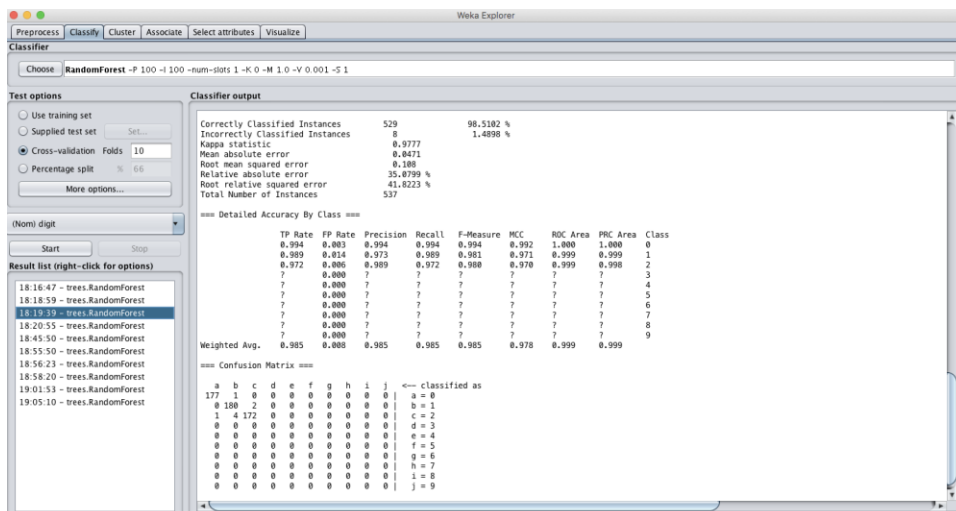 Weka Explorer
Preprocess Classify Cluster Associate Select attributes Visualize
Classifier
Choose RandomForest -P 100 -I 100 -num-slots 1 -K 0 -M 1.0 -V 0.001 -S 1
Test options
Use training set
Supplied test set Set...
Cross-validation Folds 10
Percentage split % 66
More options...
(Nom) digit
Start Stop
Result list (right-click for options)
18:16:47 - trees.RandomForest
18:18:59 - trees.RandomForest
18:19:39 - trees.RandomForest
18:20:55 - trees.RandomForest
18:45:50 - trees.RandomForest
18:55:50 - trees.RandomForest
18:56:23 - trees.RandomForest
18:58:20 - trees.RandomForest
19:01:53 - trees.RandomForest
19:05:10 - trees.RandomForest
Classifier output
Correctly Classified Instances 529 98.5102 %
Incorrectly Classified Instances 8 1.4898 %
Kappa statistic 0.9777
Mean absolute error 0.0471
Root mean squared error 0.108
Relative absolute error 35.0799 %
Root relative squared error 41.8223 %
Total Number of Instances 537
=== Detailed Accuracy By Class ===
TP Rate FP Rate Precision Recall F-Measure MCC ROC Area PRC Area Class
0.994 0.003 0.994 0.994 0.994 0.992 1.000 1.000 0
0.989 0.014 0.973 0.989 0.981 0.971 0.999 0.999 1
0.972 0.006 0.989 0.972 0.980 0.970 0.999 0.998 2
? 0.000 ? ? ? ? ? ? 3
? 0.000 ? ? ? ? ? ? 4
? 0.000 ? ? ? ? ? ? 5
? 0.000 ? ? ? ? ? ? 6
? 0.000 ? ? ? ? ? ? 7
? 0.000 ? ? ? ? ? ? 8
? 0.000 ? ? ? ? ? ? 9
Weighted Avg. 0.985 0.008 0.985 0.985 0.985 0.978 0.999 0.999
=== Confusion Matrix ===
a b c d e f g h i j <-- classified as
177 1 0 0 0 0 0 0 0 0 | a = 0
0 180 2 0 0 0 0 0 0 0 | b = 1
1 4 172 0 0 0 0 0 0 0 | c = 2
0 0 0 0 0 0 0 0 0 0 | d = 3
0 0 0 0 0 0 0 0 0 0 | e = 4
0 0 0 0 0 0 0 0 0 0 | f = 5
0 0 0 0 0 0 0 0 0 0 | g = 6
0 0 0 0 0 0 0 0 0 0 | h = 7
0 0 0 0 0 0 0 0 0 0 | i = 8
0 0 0 0 0 0 0 0 0 0 | j = 9